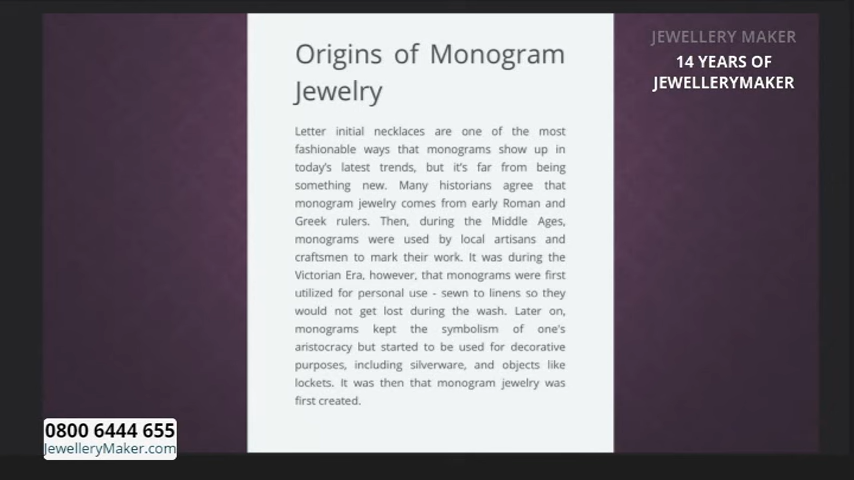 Origins of Monogram
Jewelry
Letter initial necklaces are one of the most
fashionable ways that monograms show up in
today's latest trends, but it's far from being
something new. Many historians agree that
monogram jewelry comes from early Roman and
Greek rulers. Then, during the Middle Ages,
monograms were used by local artisans and
craftsmen to mark their work. It was during the
Victorian Era, however, that monograms were first
utilized for personal use - sewn to linens so they
would not get lost during the wash. Later on,
monograms kept the symbolism of one's
aristocracy but started to be used for decorative
purposes, including silverware, and objects like
lockets. It was then that monogram jewelry was
first created.
JEWELLERY MAKER
14 YEARS OF
JEWELLERYMAKER
0800 6444 655
JewelleryMaker.com